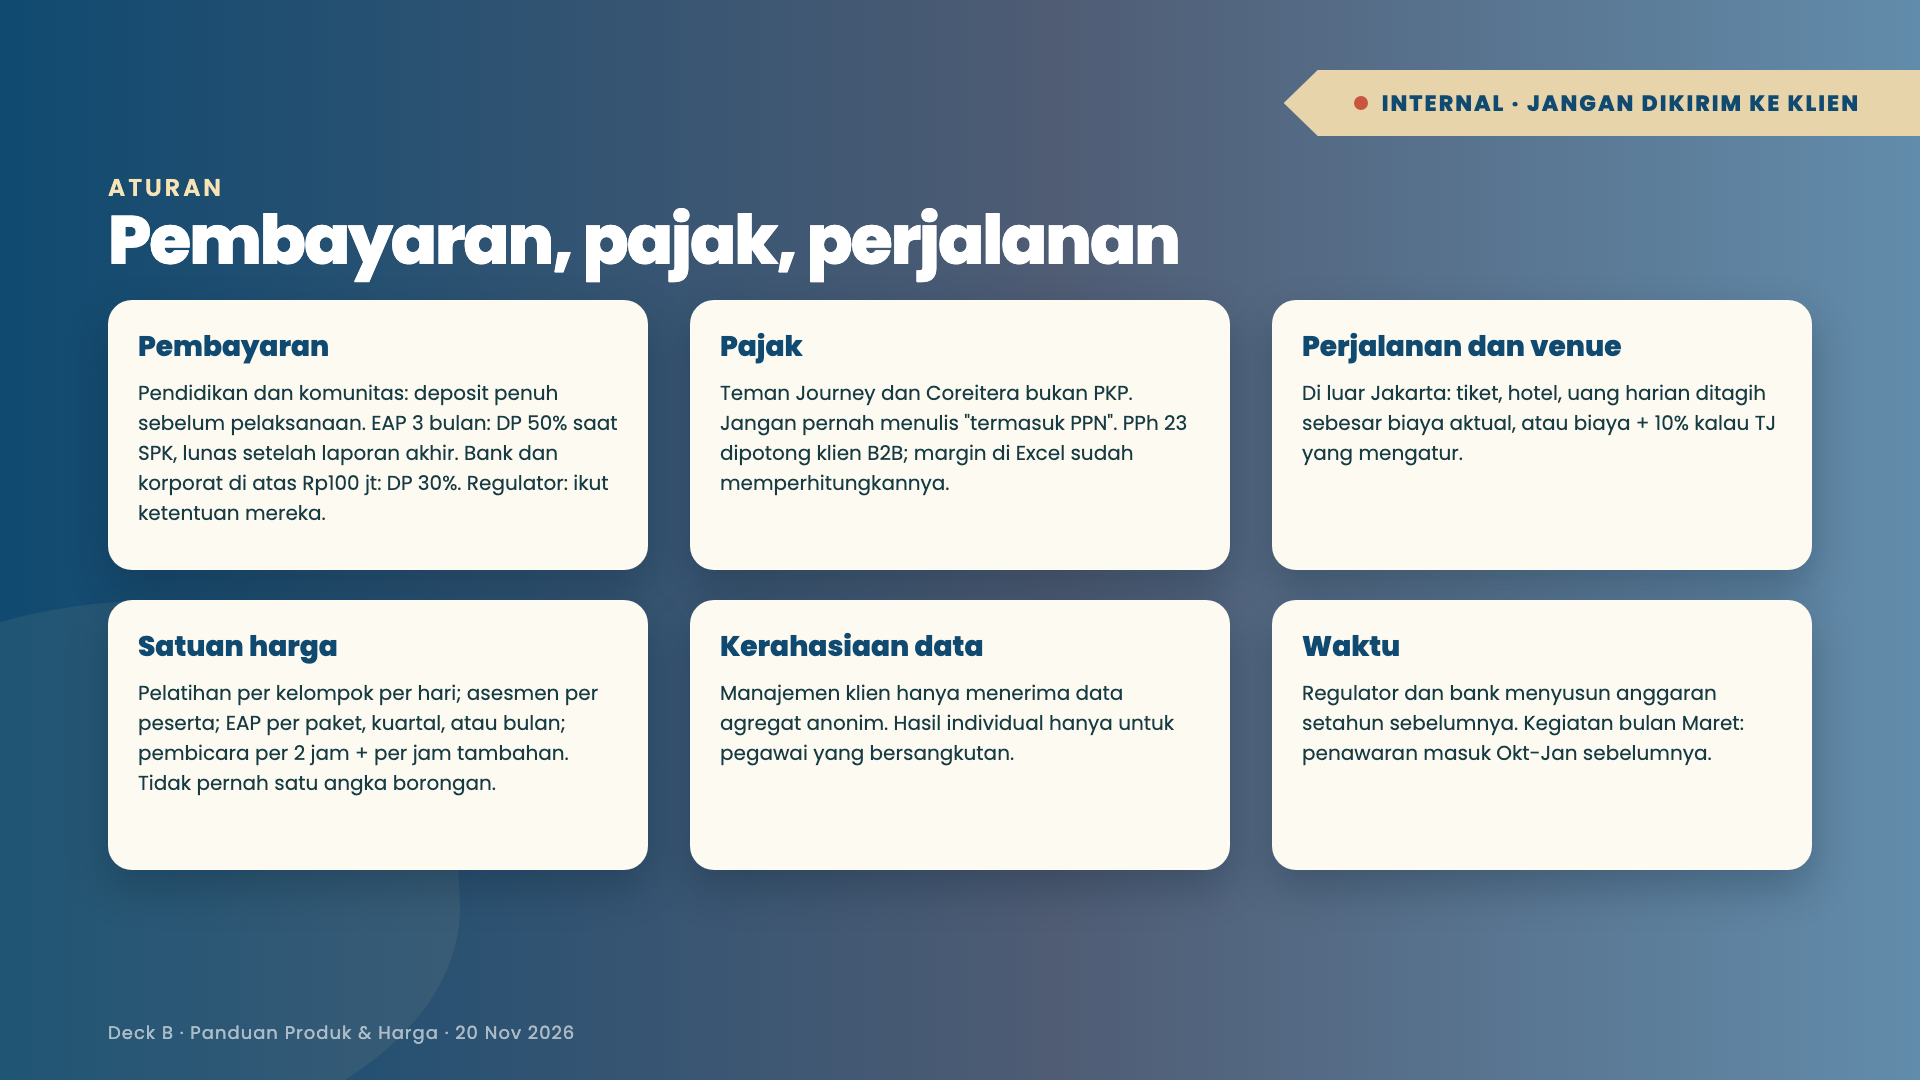 INTERNAL · JANGAN DIKIRIM KE KLIEN
ATURAN
Pembayaran, pajak, perjalanan
Pembayaran
Pendidikan dan komunitas: deposit penuh
sebelum pelaksanaan. EAP 3 bulan: DP 50% saat
SPK, lunas setelah laporan akhir. Bank dan
korporat di atas Rp100 jt: DP 30%. Regulator: ikut
ketentuan mereka.
Pajak
Teman Journey dan Coreitera bukan PKP.
Jangan pernah menulis "termasuk PPN". PPh 23
dipotong klien B2B; margin di Excel sudah
memperhitungkannya.
Perjalanan dan venue
Di luar Jakarta: tiket, hotel, uang harian ditagih
sebesar biaya aktual, atau biaya + 10% kalau TJ
yang mengatur.
Satuan harga
Pelatihan per kelompok per hari; asesmen per
peserta; EAP per paket, kuartal, atau bulan;
pembicara per 2 jam + per jam tambahan.
Tidak pernah satu angka borongan.
Kerahasiaan data
Manajemen klien hanya menerima data
agregat anonim. Hasil individual hanya untuk
pegawai yang bersangkutan.
Waktu
Regulator dan bank menyusun anggaran
setahun sebelumnya. Kegiatan bulan Maret:
penawaran masuk Okt-Jan sebelumnya.
Deck B · Panduan Produk & Harga · 20 Nov 2026